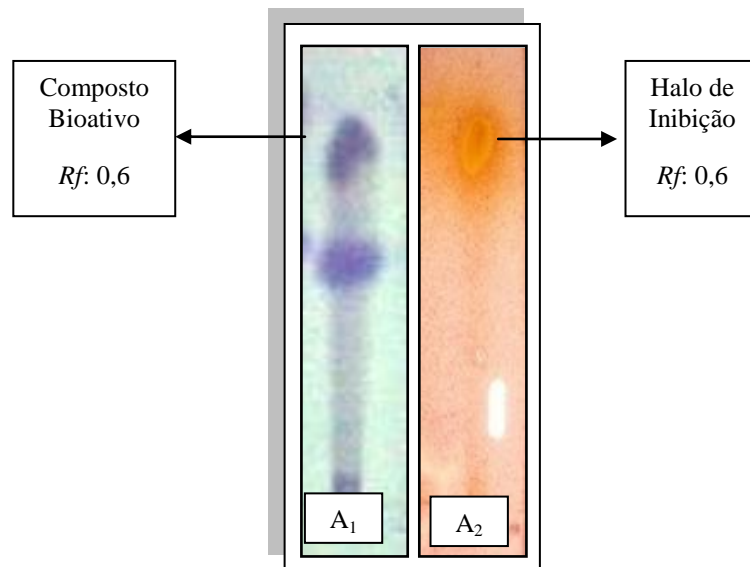 Composto
Bioativo
Rf: 0,6
Halo de
Inibição
Rf: 0,6
A₁
A₂